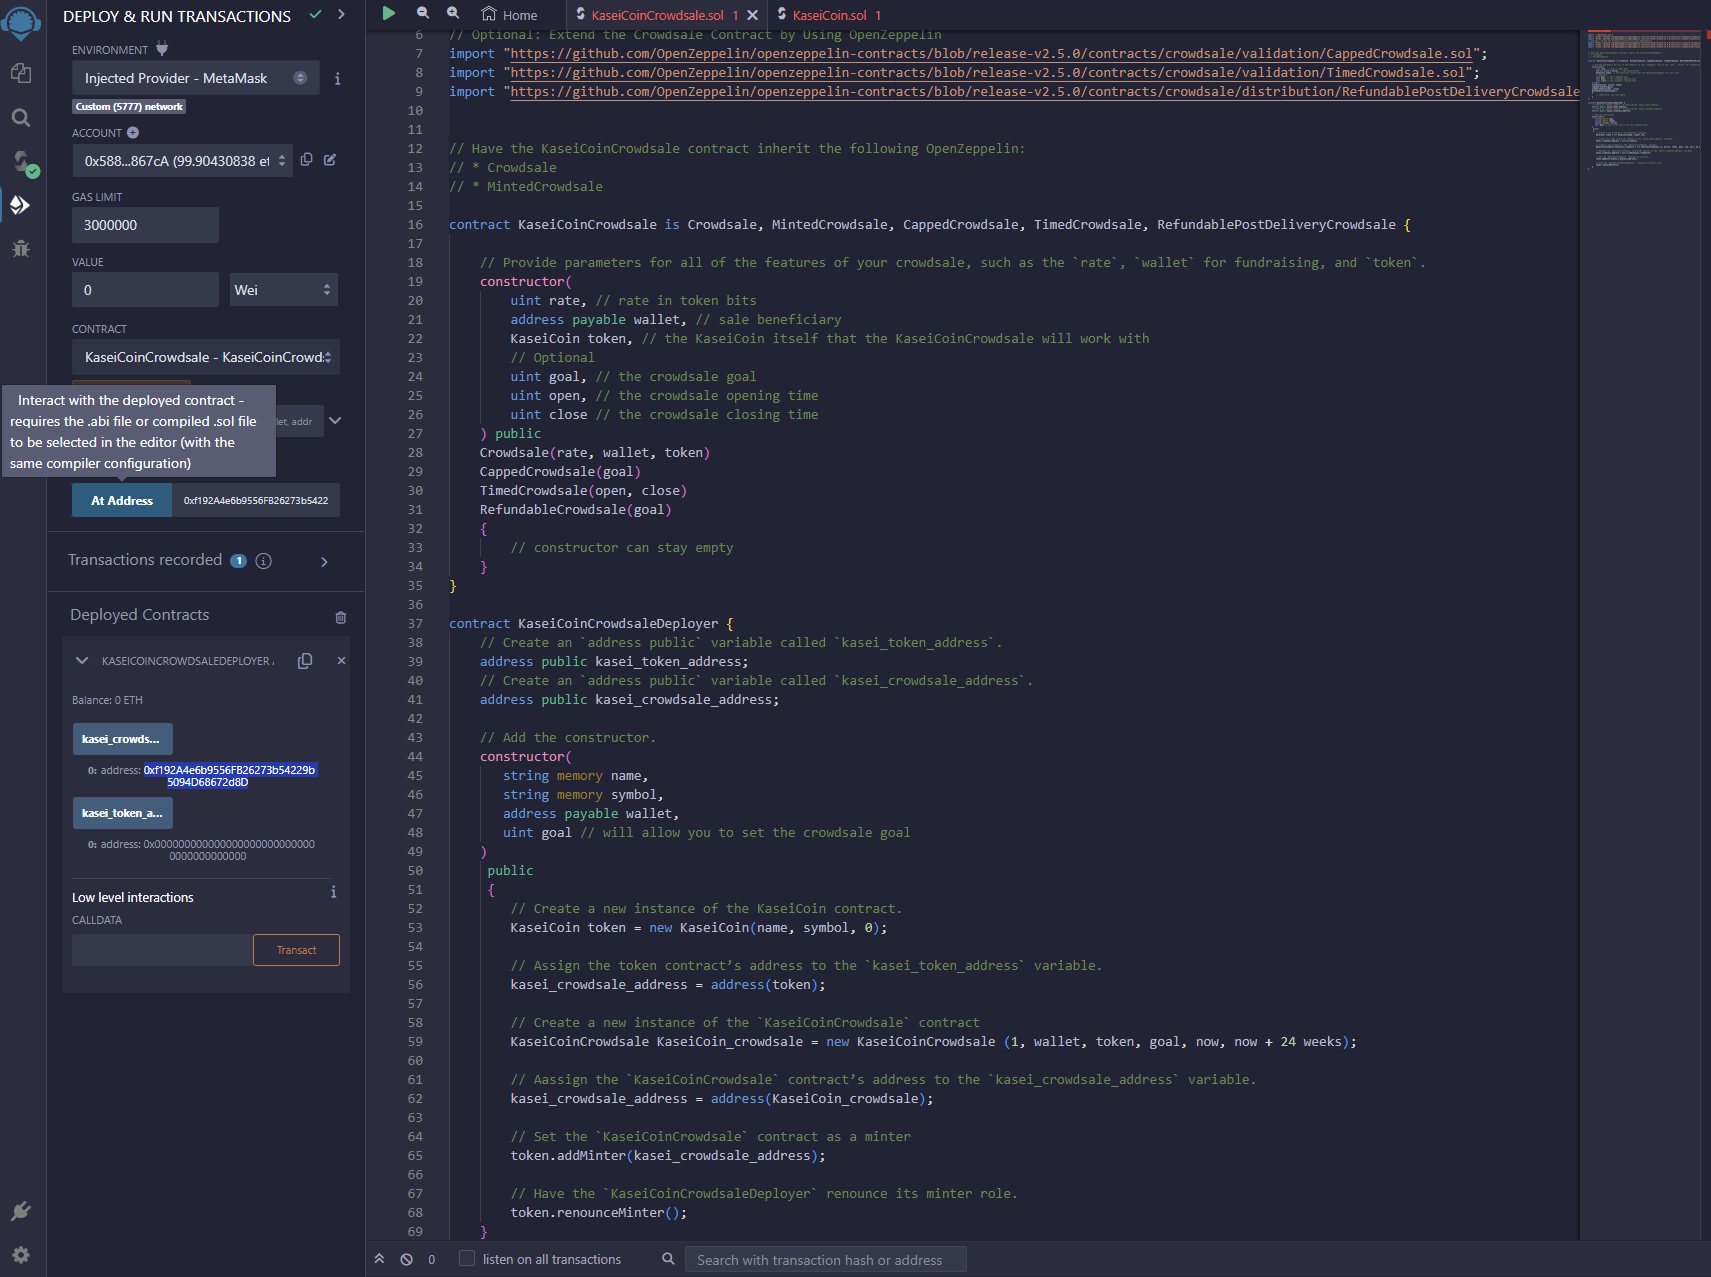 DEPLOY & RUN TRANSACTIONS
ENVIRONMENT
Injected Provider - MetaMask
Custom (5777) network
ACCOUNT
0x588...867cA (99.90430838 et
GAS LIMIT
3000000
VALUE
0
Wei
CONTRACT
KaseiCoinCrowdsale - KaseiCoinCrowd
Interact with the deployed contract -
requires the .abi file or compiled .sol file
to be selected in the editor (with the
same compiler configuration)
let, addr
At Address
0xf192A4e6b9556FB26273b5422
Transactions recorded 1 i
Deployed Contracts
KASEICOINCROWDSALEDEPLOYER
Balance: 0 ETH
kasei_crowds...
0: address: 0xf192A4e6b9556FB26273b54229b
5094D68672d8D
kasei_token_a...
0: address: 0x00000000000000000000000000
00000000000000
Low level interactions
i
CALLDATA
Transact
Home
KaseiCoinCrowdsale.sol 1
KaseiCoin.sol 1
6 // Optional: Extend the Crowdsale Contract by Using OpenZeppelin
7 import "https://github.com/OpenZeppelin/openzeppelin-contracts/blob/release-v2.5.0/contracts/crowdsale/validation/CappedCrowdsale.sol";
8 import "https://github.com/OpenZeppelin/openzeppelin-contracts/blob/release-v2.5.0/contracts/crowdsale/validation/TimedCrowdsale.sol";
9 import "https://github.com/OpenZeppelin/openzeppelin-contracts/blob/release-v2.5.0/contracts/crowdsale/distribution/RefundablePostDeliveryCrowdsale
10
11
12 // Have the KaseiCoinCrowdsale contract inherit the following OpenZeppelin:
13 // * Crowdsale
14 // * MintedCrowdsale
15
16 contract KaseiCoinCrowdsale is Crowdsale, MintedCrowdsale, CappedCrowdsale, TimedCrowdsale, RefundablePostDeliveryCrowdsale {
17
18 // Provide parameters for all of the features of your crowdsale, such as the `rate`, `wallet` for fundraising, and `token`.
19 constructor(
20 uint rate, // rate in token bits
21 address payable wallet, // sale beneficiary
22 KaseiCoin token, // the KaseiCoin itself that the KaseiCoinCrowdsale will work with
23 // Optional
24 uint goal, // the crowdsale goal
25 uint open, // the crowdsale opening time
26 uint close // the crowdsale closing time
27 ) public
28 Crowdsale(rate, wallet, token)
29 CappedCrowdsale(goal)
30 TimedCrowdsale(open, close)
31 RefundableCrowdsale(goal)
32 {
33 // constructor can stay empty
34 }
35 }
36
37 contract KaseiCoinCrowdsaleDeployer {
38 // Create an `address public` variable called `kasei_token_address`.
39 address public kasei_token_address;
40 // Create an `address public` variable called `kasei_crowdsale_address`.
41 address public kasei_crowdsale_address;
42
43 // Add the constructor.
44 constructor(
45 string memory name,
46 string memory symbol,
47 address payable wallet,
48 uint goal // will allow you to set the crowdsale goal
49 )
50 public
51 {
52 // Create a new instance of the KaseiCoin contract.
53 KaseiCoin token = new KaseiCoin(name, symbol, 0);
54
55 // Assign the token contract’s address to the `kasei_token_address` variable.
56 kasei_crowdsale_address = address(token);
57
58 // Create a new instance of the `KaseiCoinCrowdsale` contract
59 KaseiCoinCrowdsale KaseiCoin_crowdsale = new KaseiCoinCrowdsale (1, wallet, token, goal, now, now + 24 weeks);
60
61 // Aassign the `KaseiCoinCrowdsale` contract’s address to the `kasei_crowdsale_address` variable.
62 kasei_crowdsale_address = address(KaseiCoin_crowdsale);
63
64 // Set the `KaseiCoinCrowdsale` contract as a minter
65 token.addMinter(kasei_crowdsale_address);
66
67 // Have the `KaseiCoinCrowdsaleDeployer` renounce its minter role.
68 token.renounceMinter();
69 }
0
listen on all transactions
Search with transaction hash or address